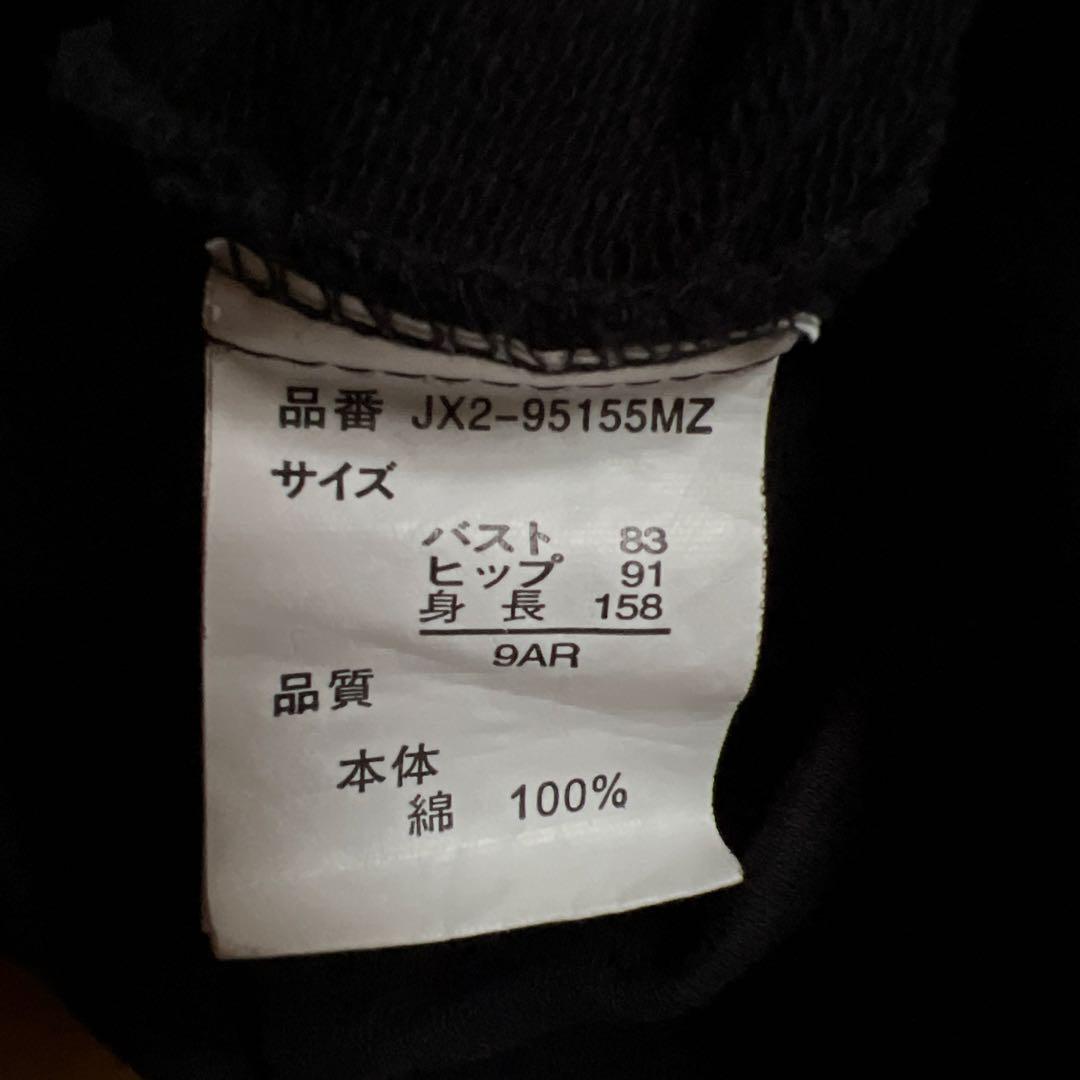 品番 JX2-95155MZ
サイズ
バスト 83
ヒップ 91
身長 158
9AR
品質
本体
綿 100%